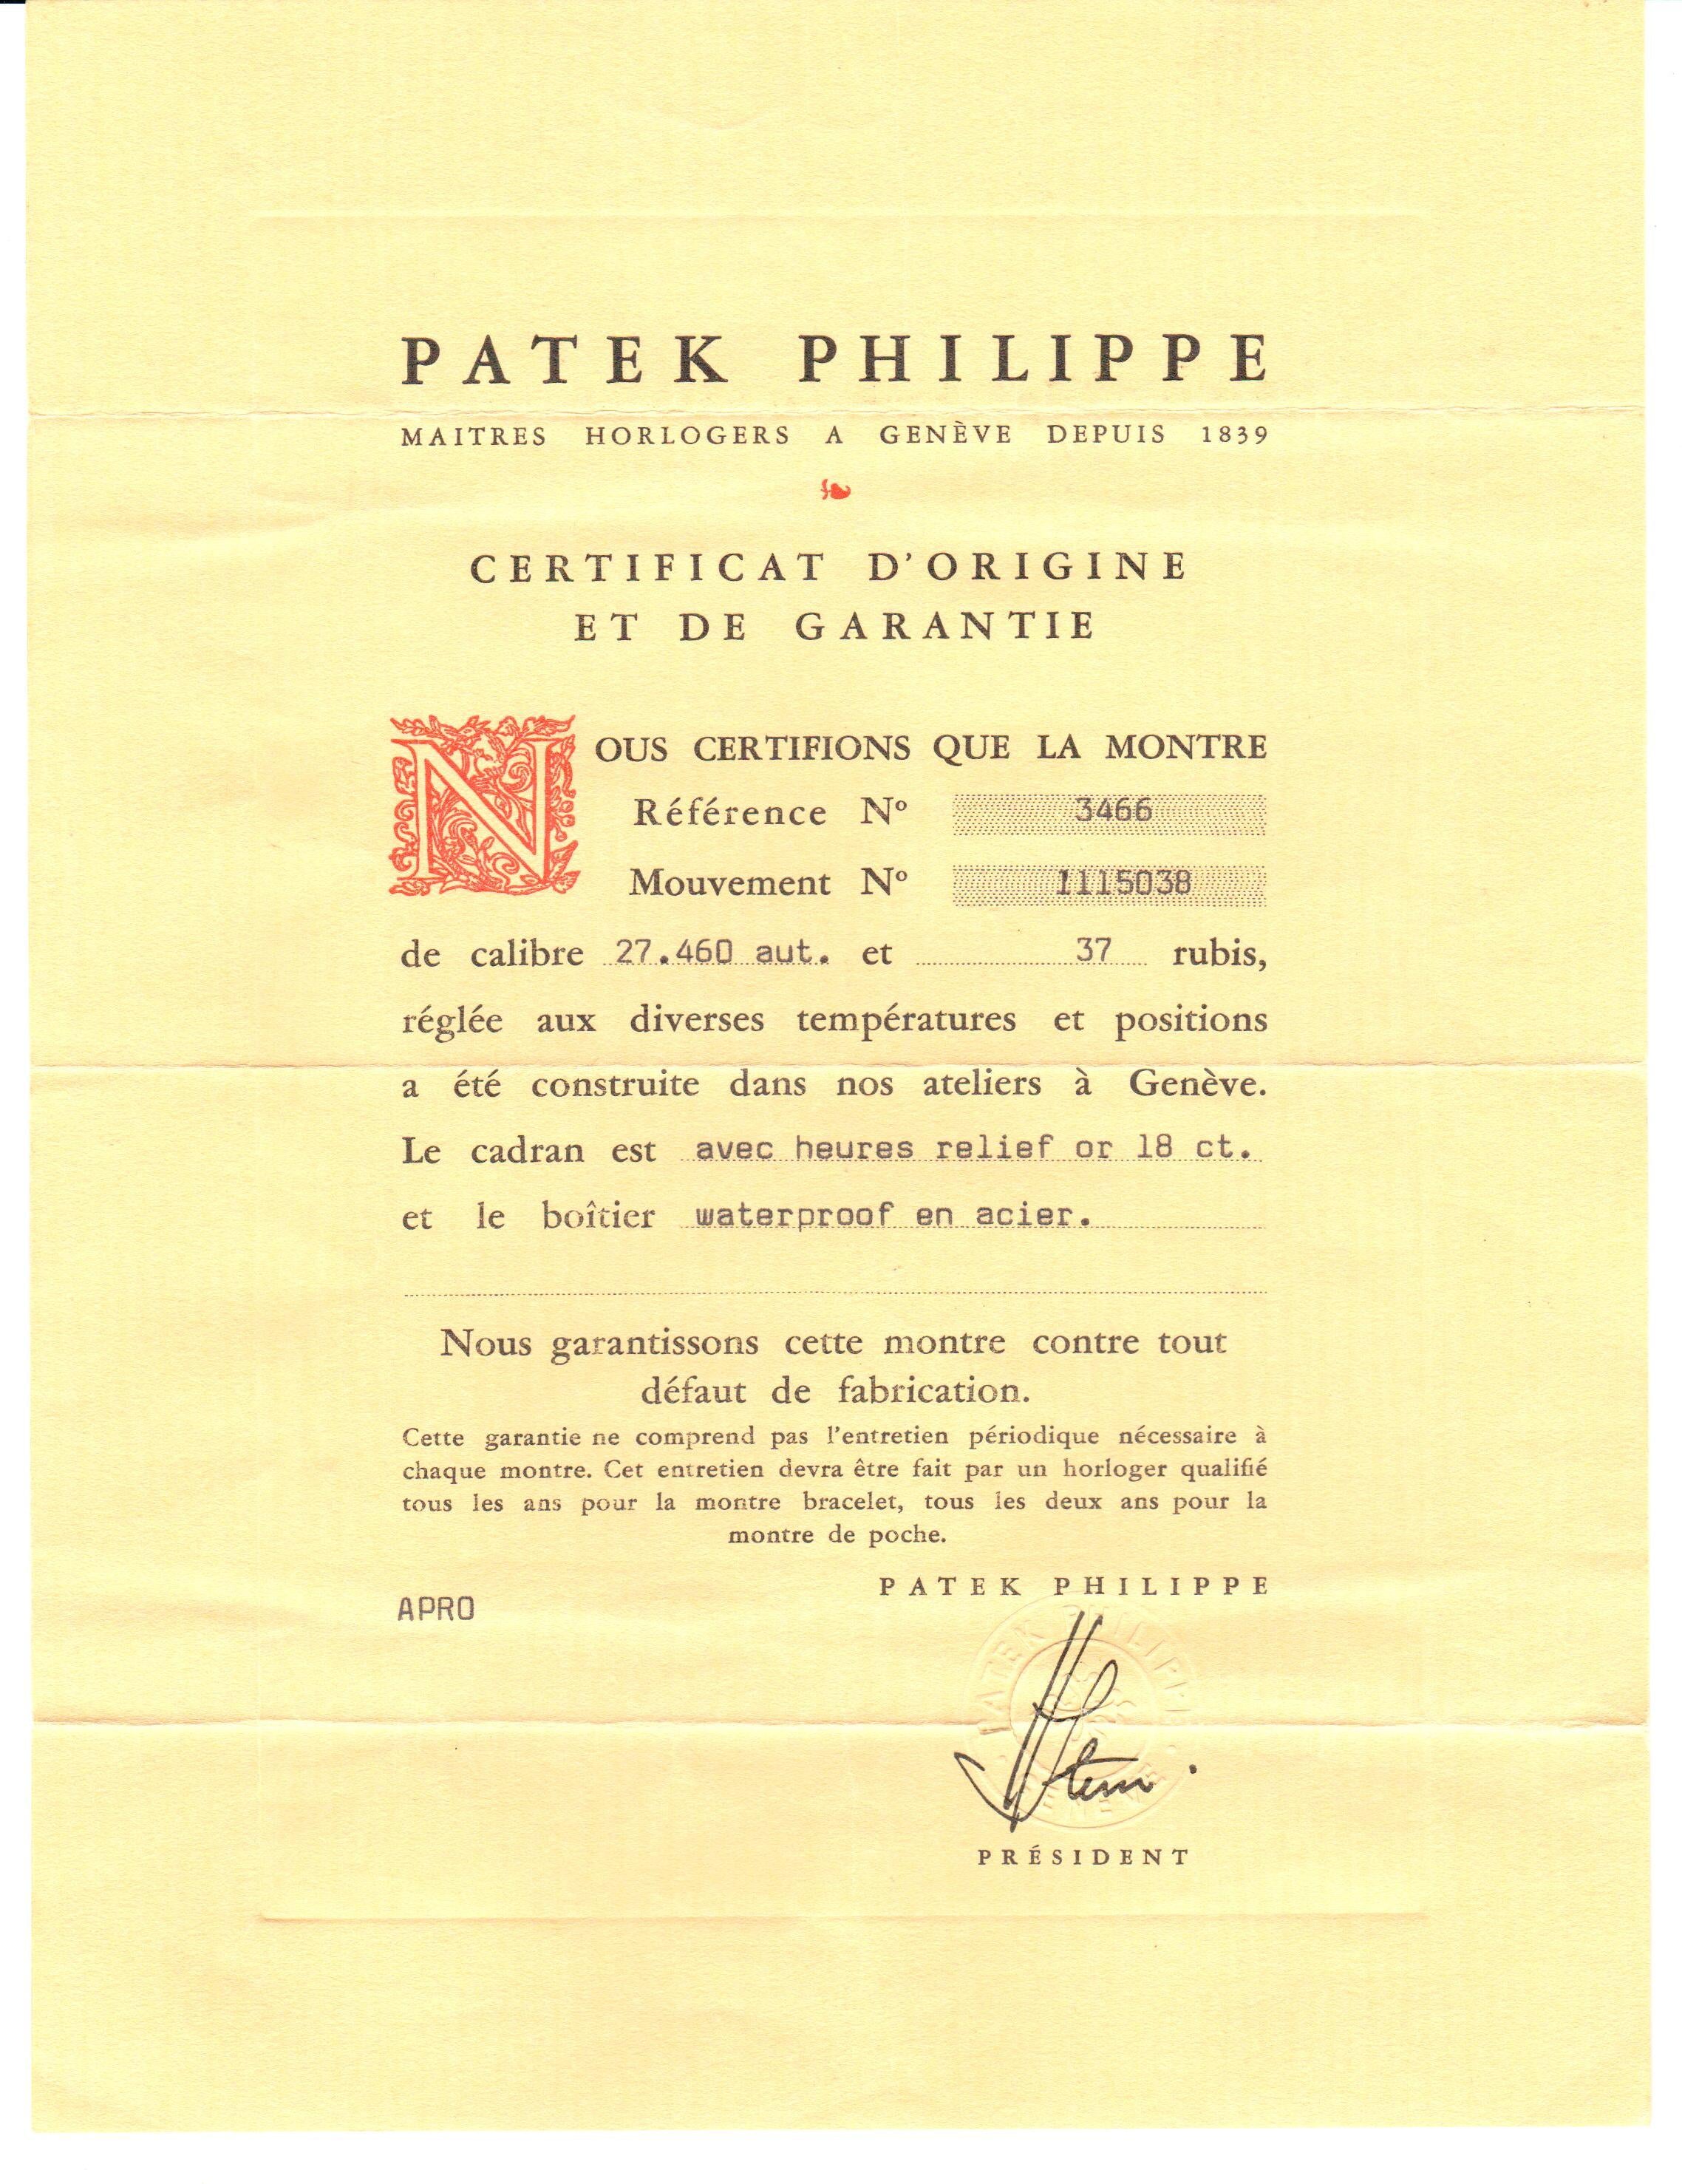 PATEK PHILIPPE
MAITRES HORLOGERS A GENÈVE DEPUIS 1839
CERTIFICAT D'ORIGINE
ET DE GARANTIE
NOUS CERTIFIONS QUE LA MONTRE
Référence Nº 3466
Mouvement Nº 1115038
de calibre 27.460 aut. et 37 rubis,
réglée aux diverses températures et positions
a été construite dans nos ateliers à Genève.
Le cadran est avec heures relief or 18 ct.
et le boîtier waterproof en acier.
Nous garantissons cette montre contre tout
défaut de fabrication.
Cette garantie ne comprend pas l'entretien périodique nécessaire à
chaque montre. Cet entretien devra être fait par un horloger qualifié
tous les ans pour la montre bracelet, tous les deux ans pour la
montre de poche.
PATEK PHILIPPE
APRO
PATEK PHILIPPE
Stern
PRÉSIDENT